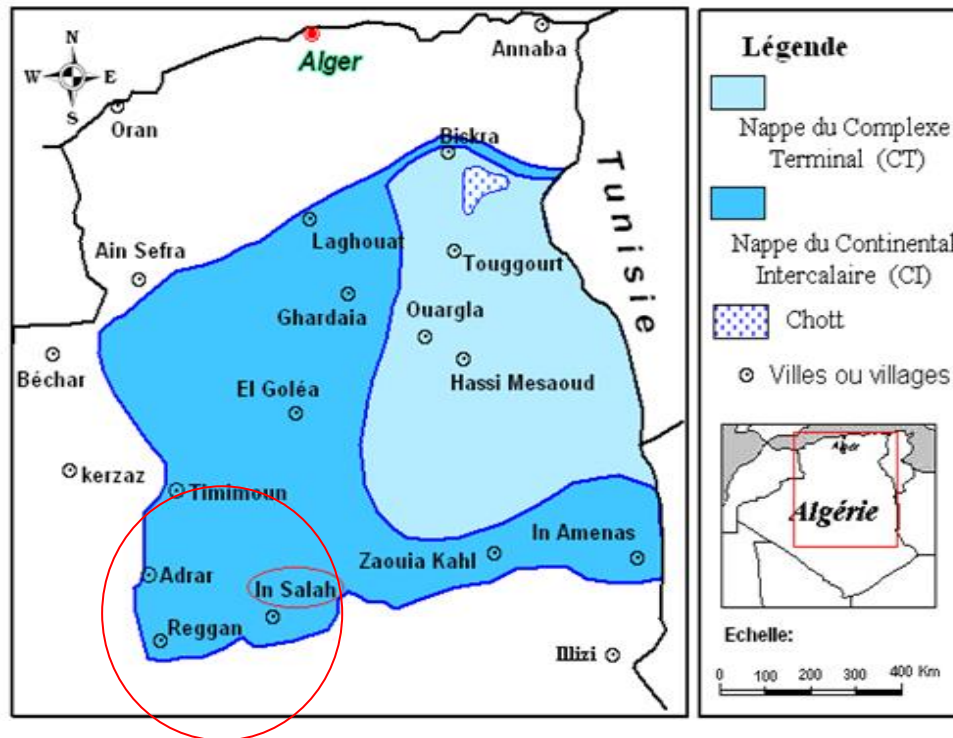 N
W E
S
Alger
Annaba
Oran
Biskra
Tunisie
Laghouat
Touggourt
Ain Sefra
Ghardaia
Ouargla
Béchar
Hassi Mesaoud
El Goléa
kerzaz
Timimoun
In Amenas
Zaouia Kahl
Adrar
In Salah
Reggan
Illizi
Légende
Nappe du Complexe
Terminal (CT)
Nappe du Continental
Intercalaire (CI)
Chott
Villes ou villages
Alger
Algérie
Echelle:
0 100 200 300 400 Km